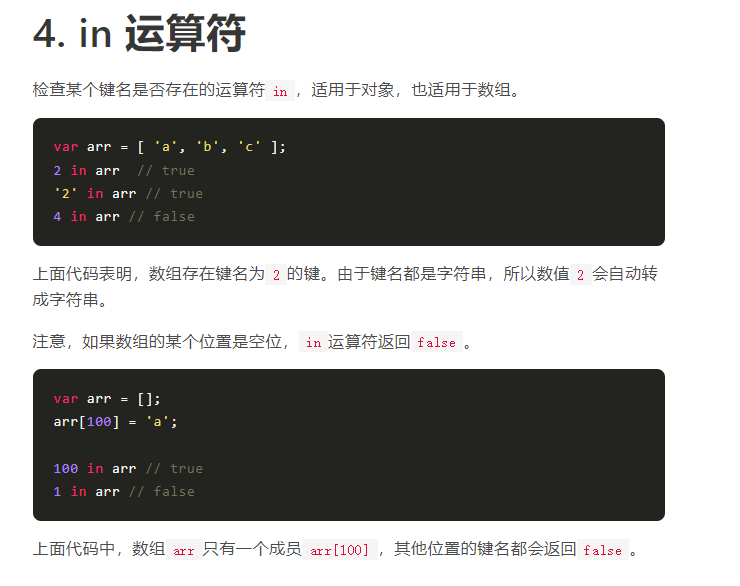 4. in 运算符
检查某个键名是否存在的运算符 in ，适用于对象，也适用于数组。
var arr = [ 'a', 'b', 'c' ];
2 in arr  // true
'2' in arr // true
4 in arr // false
上面代码表明，数组存在键名为 2 的键。由于键名都是字符串，所以数值 2 会自动转
成字符串。
注意，如果数组的某个位置是空位， in 运算符返回 false 。
var arr = [];
arr[100] = 'a';
100 in arr // true
1 in arr // false
上面代码中，数组 arr 只有一个成员 arr[100] ，其他位置的键名都会返回 false 。